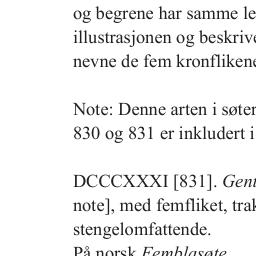 og begrene har samme le
illustrasjonen og beskrive
nevne de fem kronflikene
Note: Denne arten i søter
830 og 831 er inkludert i
DCCCXXXI [831]. Gent
note], med femfliket, trak
stengelomfattende.
På norsk Femblasøte